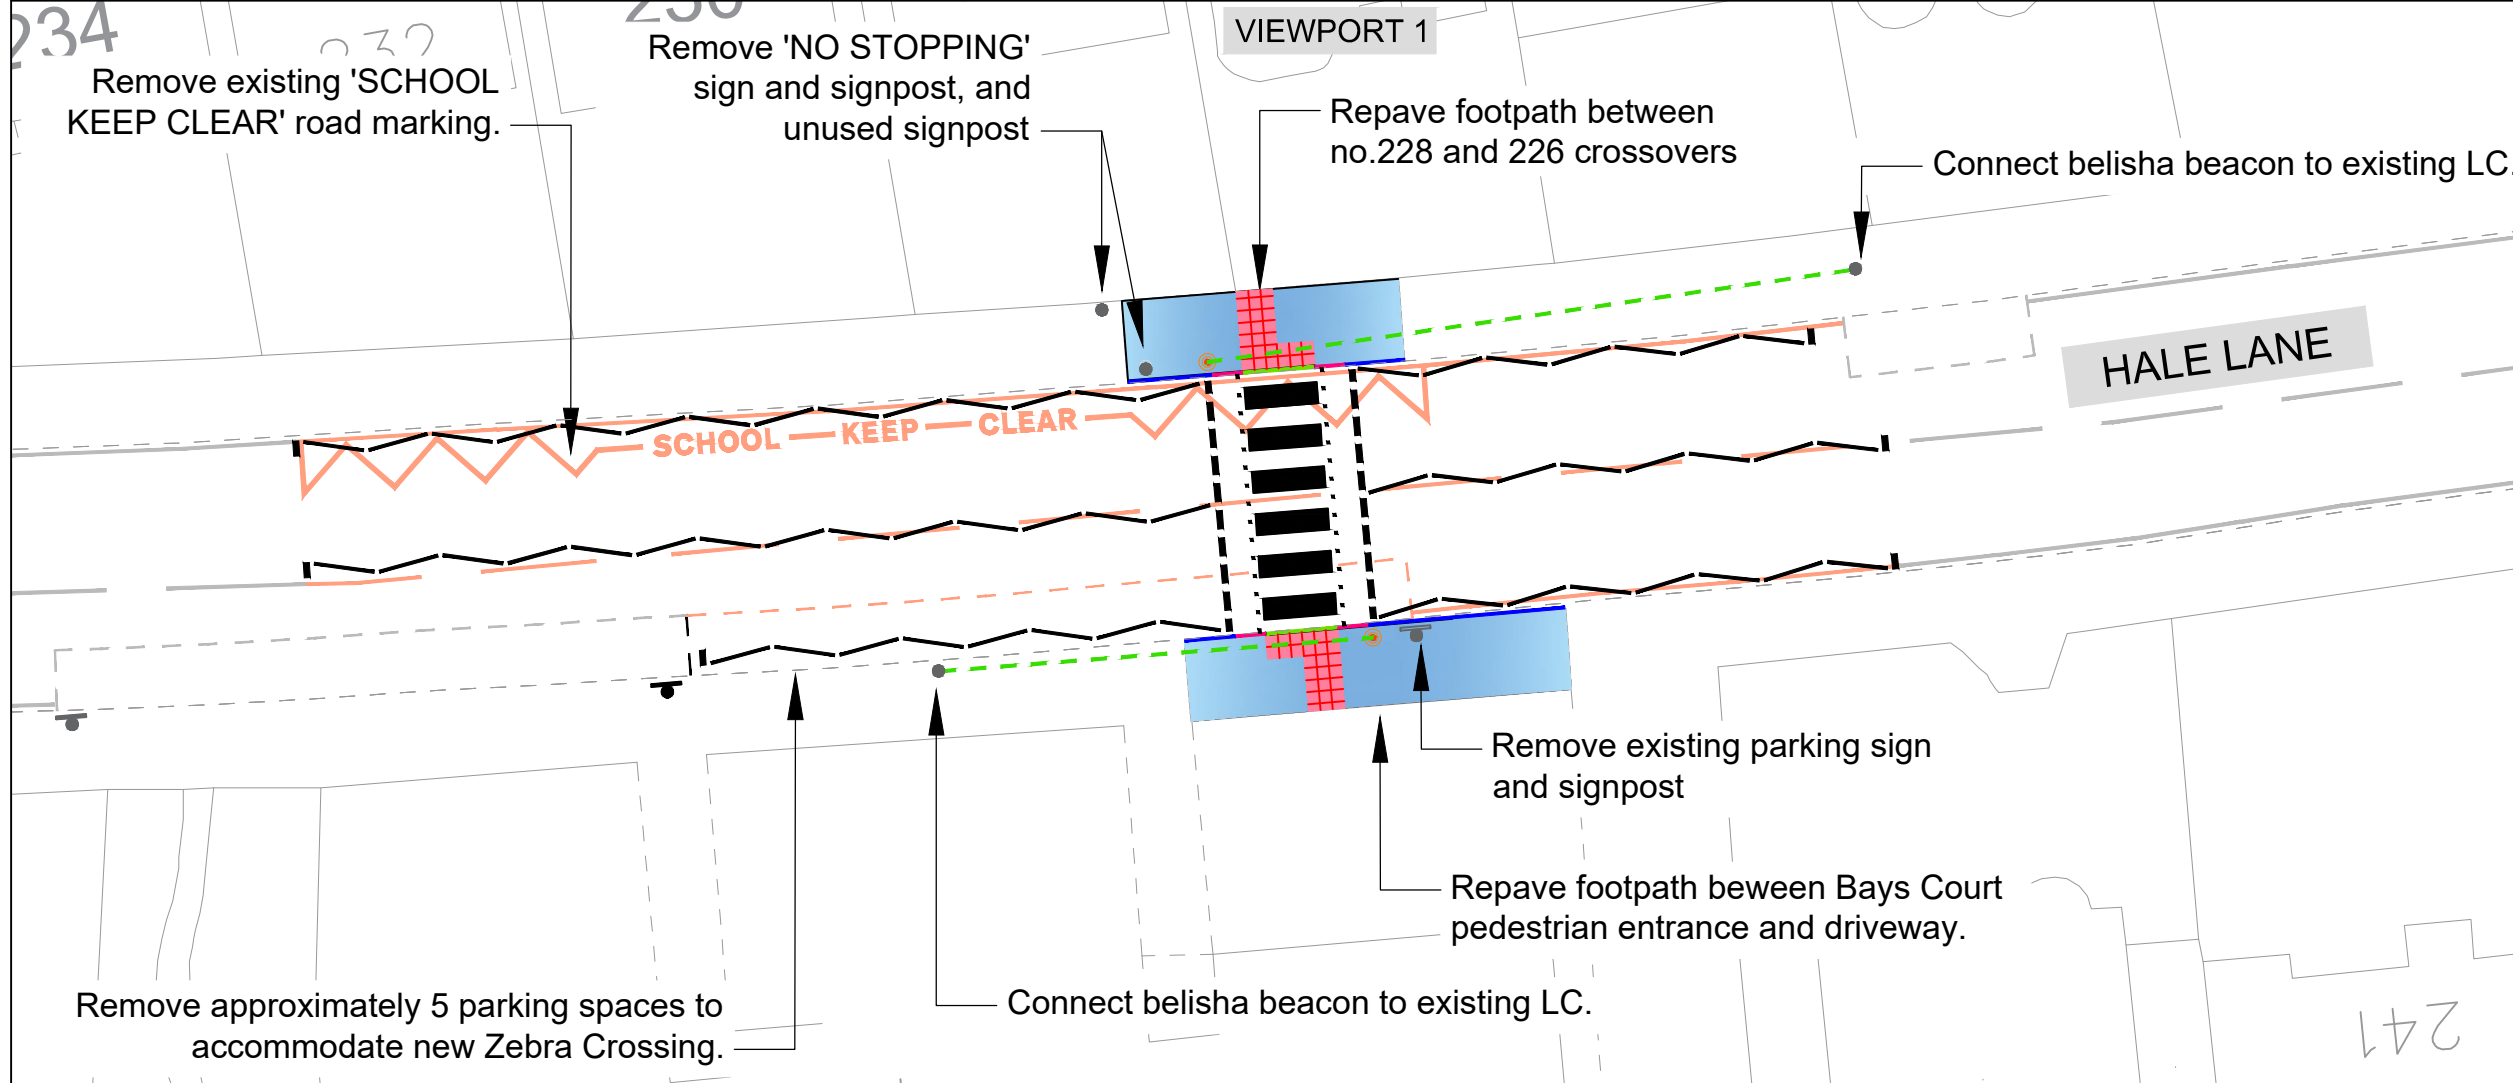 234
232
VIEWPORT 1
Remove existing 'SCHOOL
KEEP CLEAR' road marking.
Remove 'NO STOPPING'
sign and signpost, and
unused signpost
Repave footpath between
no.228 and 226 crossovers
Connect belisha beacon to existing LC.
HALE LANE
SCHOOL KEEP CLEAR
Remove existing parking sign
and signpost
Repave footpath beween Bays Court
pedestrian entrance and driveway.
Remove approximately 5 parking spaces to
accommodate new Zebra Crossing.
Connect belisha beacon to existing LC.
241